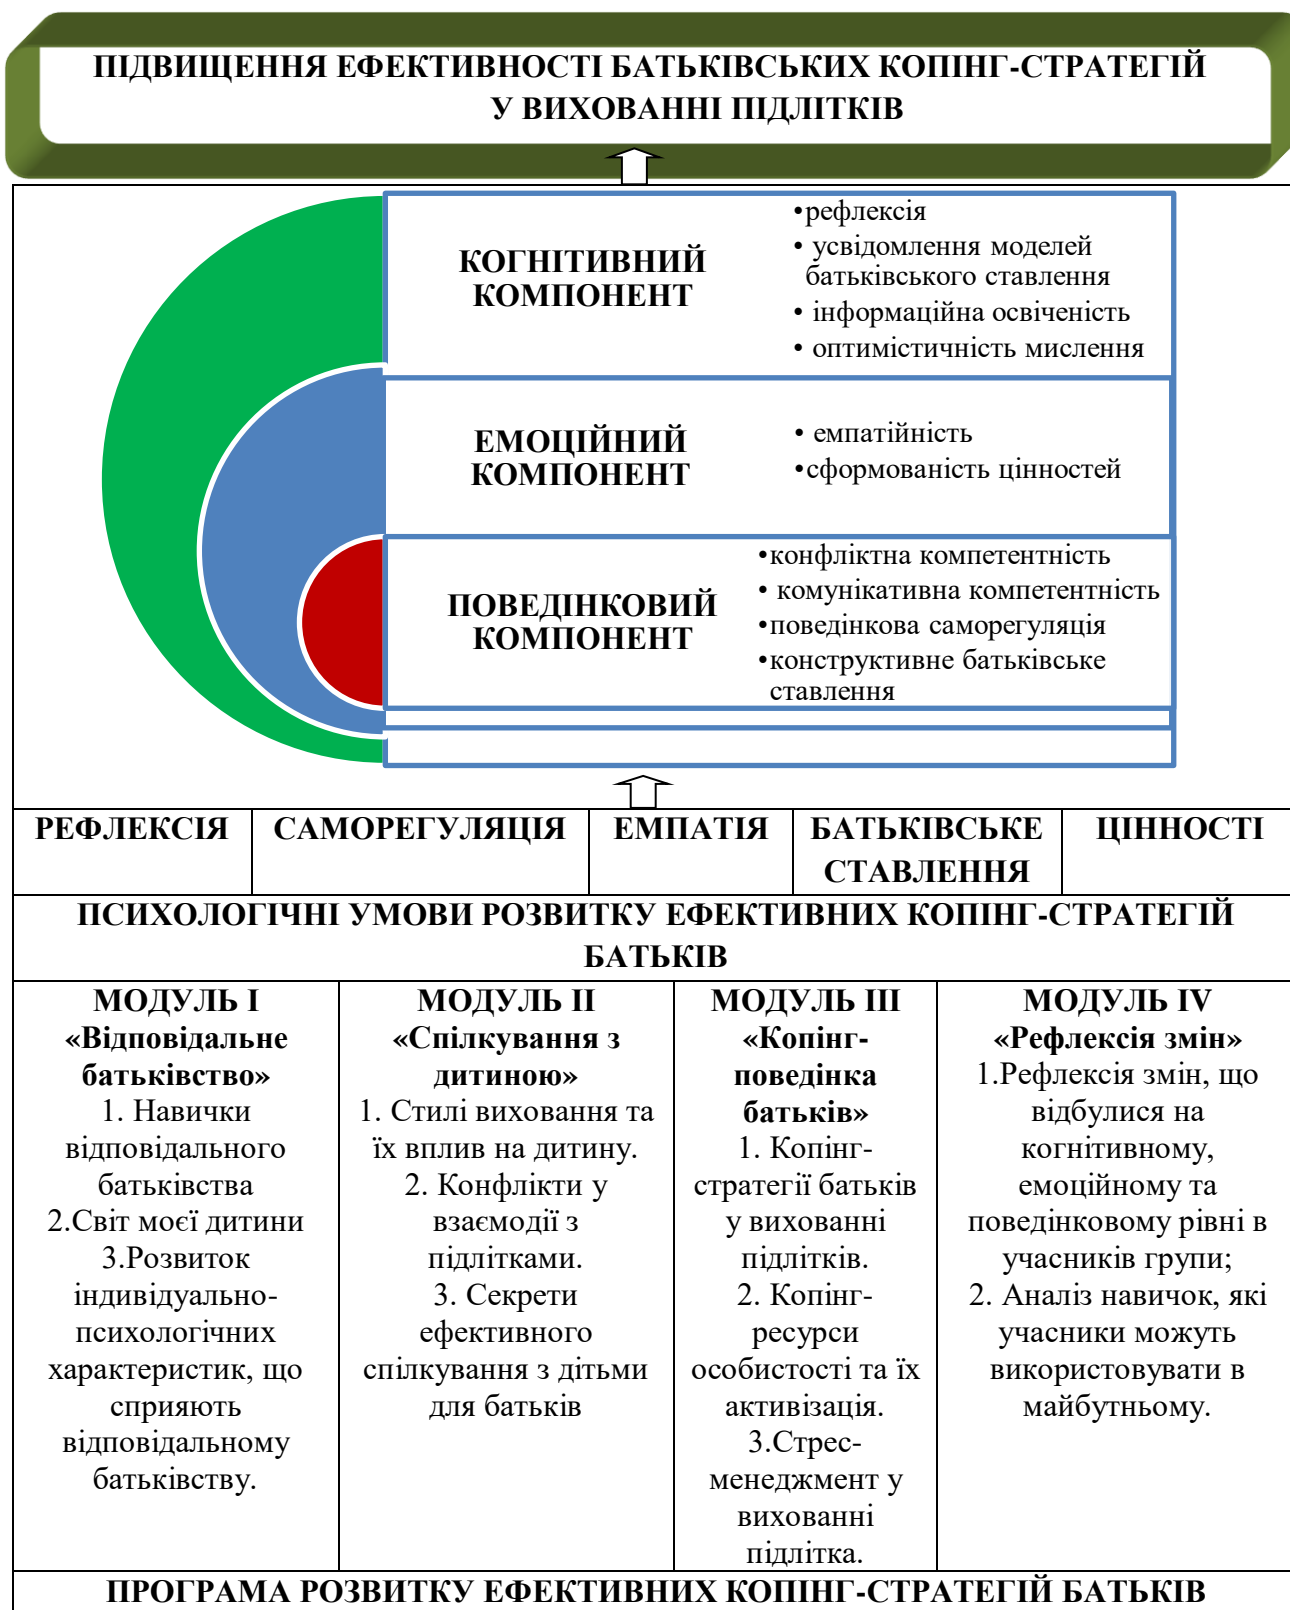 ПІДВИЩЕННЯ ЕФЕКТИВНОСТІ БАТЬКІВСЬКИХ КОПІНГ-СТРАТЕГІЙ
У ВИХОВАННІ ПІДЛІТКІВ
КОГНІТИВНИЙ
КОМПОНЕНТ
•рефлексія
• усвідомлення моделей
батьківського ставлення
• інформаційна освіченість
• оптимістичність мислення
ЕМОЦІЙНИЙ
КОМПОНЕНТ
• емпатійність
•сформованість цінностей
ПОВЕДІНКОВИЙ
КОМПОНЕНТ
•конфліктна компетентність
• комунікативна компетентність
•поведінкова саморегуляція
•конструктивне батьківське
ставлення
РЕФЛЕКСІЯ
САМОРЕГУЛЯЦІЯ
ЕМПАТІЯ
БАТЬКІВСЬКЕ
СТАВЛЕННЯ
ЦІННОСТІ
ПСИХОЛОГІЧНІ УМОВИ РОЗВИТКУ ЕФЕКТИВНИХ КОПІНГ-СТРАТЕГІЙ
БАТЬКІВ
МОДУЛЬ І
«Відповідальне
батьківство»
1. Навички
відповідального
батьківства
2.Світ моєї дитини
3.Розвиток
індивідуально-
психологічних
характеристик, що
сприяють
відповідальному
батьківству.
МОДУЛЬ ІІ
«Спілкування з
дитиною»
1. Стилі виховання та
їх вплив на дитину.
2. Конфлікти у
взаємодії з
підлітками.
3. Секрети
ефективного
спілкування з дітьми
для батьків
МОДУЛЬ ІІІ
«Копінг-
поведінка
батьків»
1. Копінг-
стратегії батьків
у вихованні
підлітків.
2. Копінг-
ресурси
особистості та їх
активізація.
3.Стрес-
менеджмент у
вихованні
підлітка.
МОДУЛЬ IV
«Рефлексія змін»
1.Рефлексія змін, що
відбулися на
когнітивному,
емоційному та
поведінковому рівні в
учасників групи;
2. Аналіз навичок, які
учасники можуть
використовувати в
майбутньому.
ПРОГРАМА РОЗВИТКУ ЕФЕКТИВНИХ КОПІНГ-СТРАТЕГІЙ БАТЬКІВ